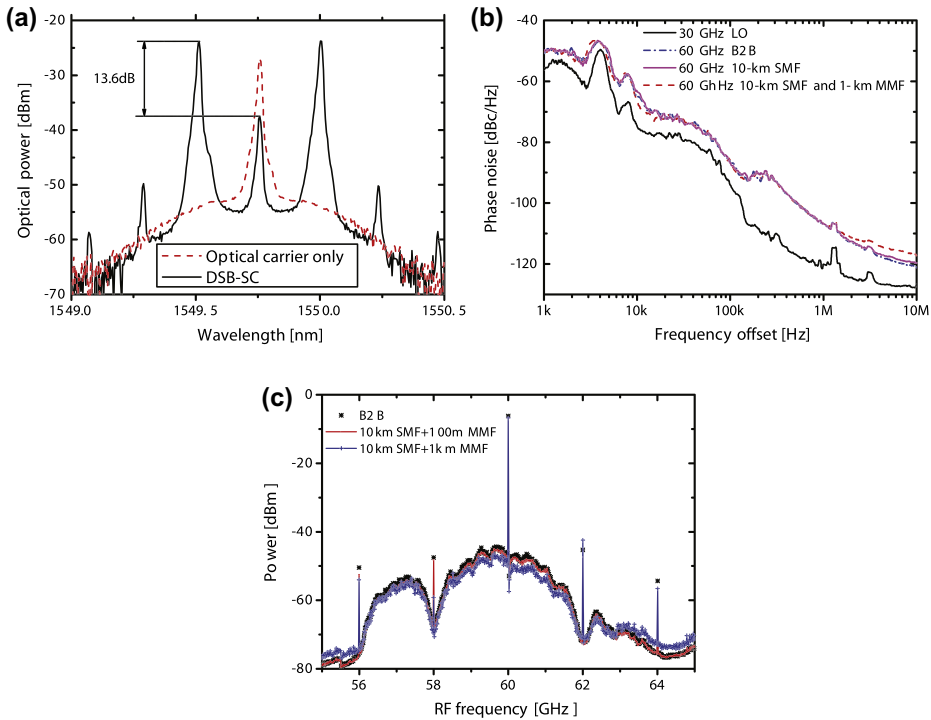 (a)
-20
-30
-40
-50
-60
-70
Optical power [dBm]
13.6dB
Optical carrier only
DSB-SC
1549.0 1549.5 1550.0 1550.5
Wavelength [nm]
(b)
-40
-60
-80
-100
-120
Phase noise [dBc/Hz]
30 GHz LO
60 GHz B2B
60 GHz 10-km SMF
60 GhHz 10-km SMF and 1-km MMF
1k 10k 100k 1M 10M
Frequency offset [Hz]
(c)
0
-20
-40
-60
-80
Power [dBm]
B2B
10km SMF+100m MMF
10km SMF+1km MMF
56 58 60 62 64
RF frequency [GHz]